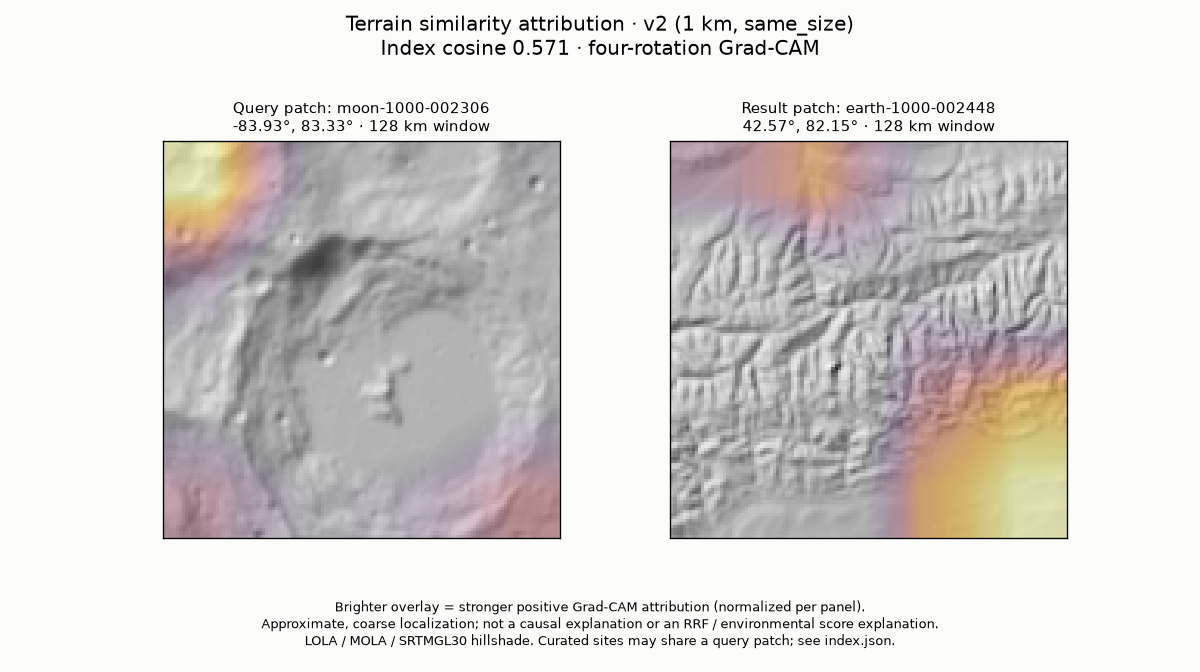 Terrain similarity attribution · v2 (1 km, same_size)
Index cosine 0.571 · four-rotation Grad-CAM
Query patch: moon-1000-002306
-83.93°, 83.33° · 128 km window
Result patch: earth-1000-002448
42.57°, 82.15° · 128 km window
Brighter overlay = stronger positive Grad-CAM attribution (normalized per panel).
Approximate, coarse localization; not a causal explanation or an RRF / environmental score explanation.
LOLA / MOLA / SRTMGL30 hillshade. Curated sites may share a query patch; see index.json.